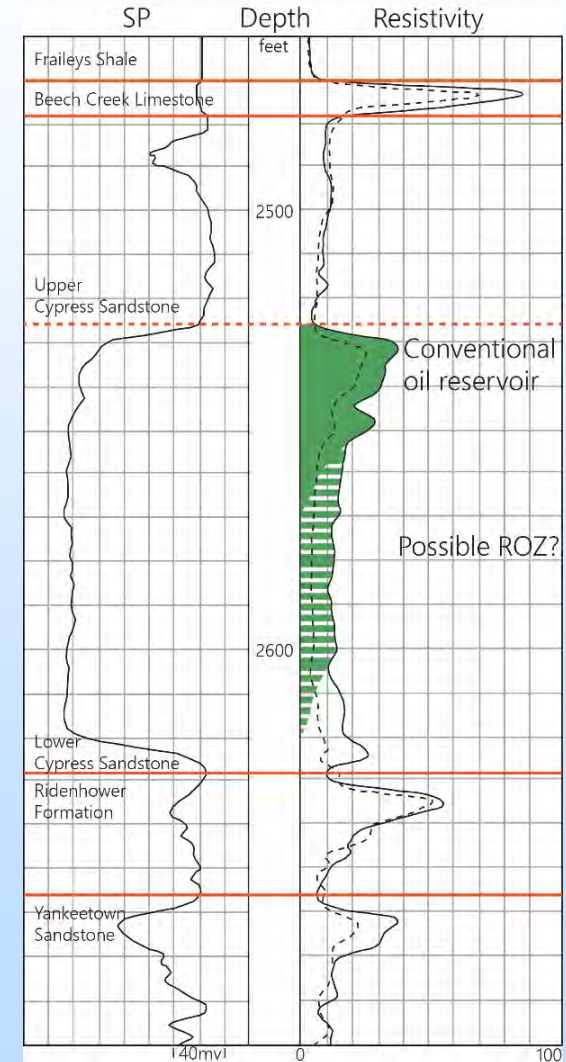 SP Depth Resistivity
feet
Fraileys Shale
Beech Creek Limestone
2500
Upper
Cypress Sandstone
Conventional
oil reservoir
Possible ROZ?
2600
Lower
Cypress Sandstone
Ridenhower
Formation
Yankeetown
Sandstone
40mv
0
100